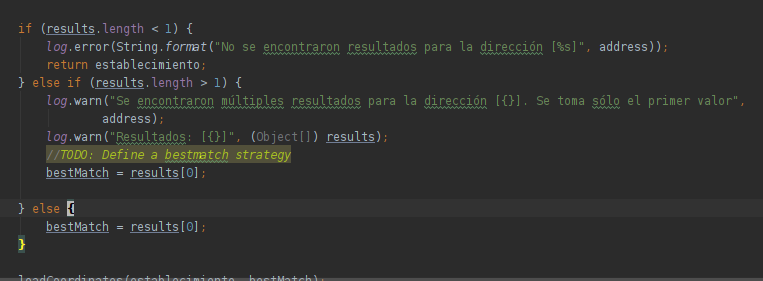 if (results.length < 1) {
log.error(String.format("No se encontraron resultados para la dirección [%s]", address));
return establecimiento;
} else if (results.length > 1) {
log.warn("Se encontraron múltiples resultados para la dirección [{}]. Se toma sólo el primer valor",
address);
log.warn("Resultados: [{}]", (Object[]) results);
//TODO: Define a bestmatch strategy
bestMatch = results[0];
} else {
bestMatch = results[0];
}
loadCoordinates(establecimiento, bestMatch);